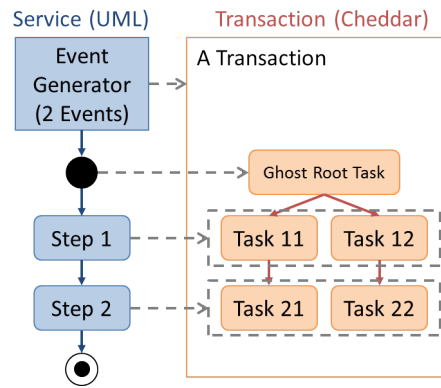 Service (UML)
Transaction (Cheddar)
Event
Generator
(2 Events)
A Transaction
Ghost Root Task
Step 1
Task 11
Task 12
Step 2
Task 21
Task 22